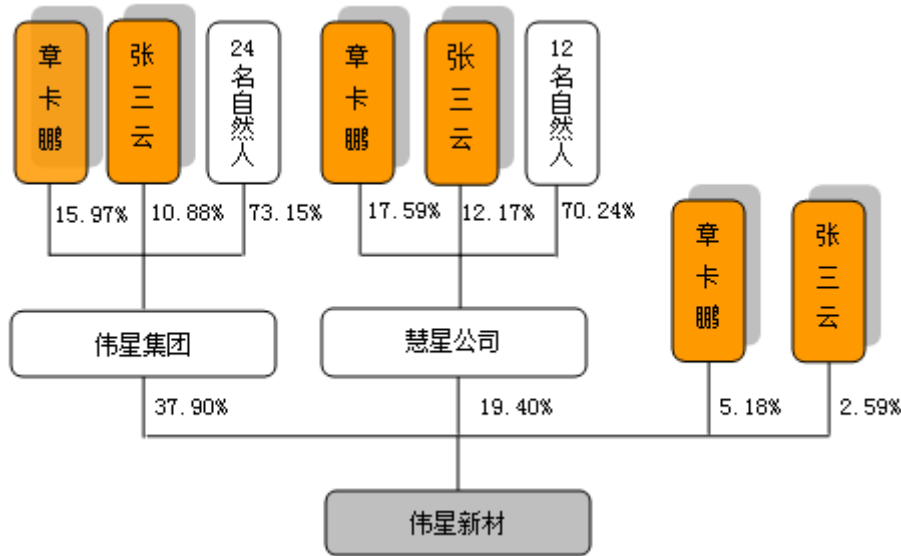 章卡鹏
张三云
24名自然人
章卡鹏
张三云
12名自然人
15.97%
10.88%
73.15%
17.59%
12.17%
70.24%
章卡鹏
张三云
伟星集团
慧星公司
37.90%
19.40%
5.18%
2.59%
伟星新材